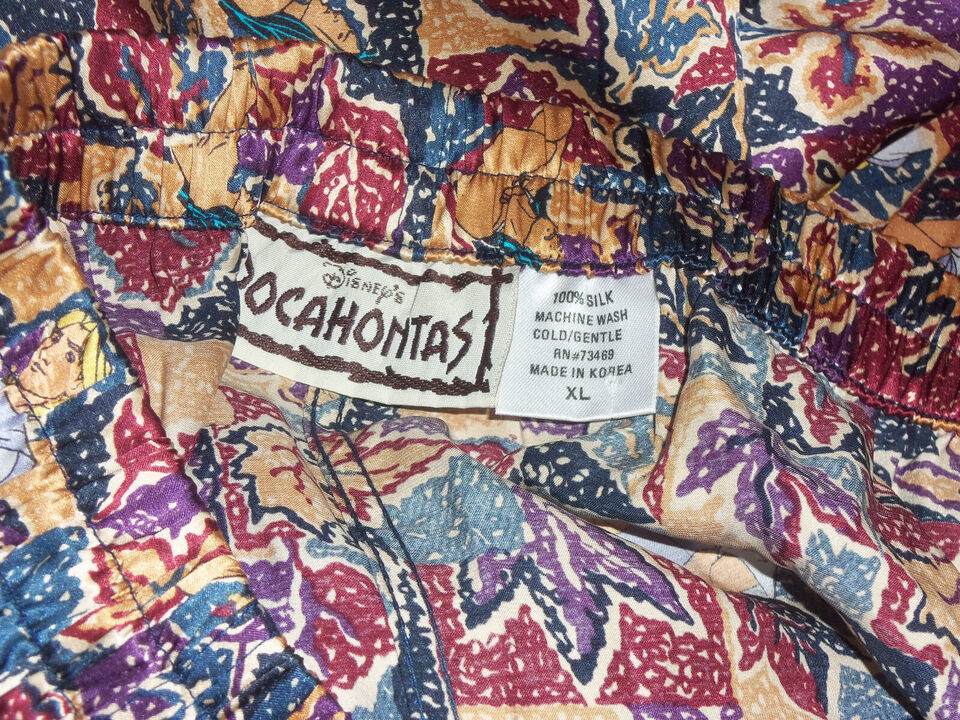 DISNEY'S
POCAHONTAS
100% SILK
MACHINE WASH
COLD/GENTLE
RN#73469
MADE IN KOREA
XL